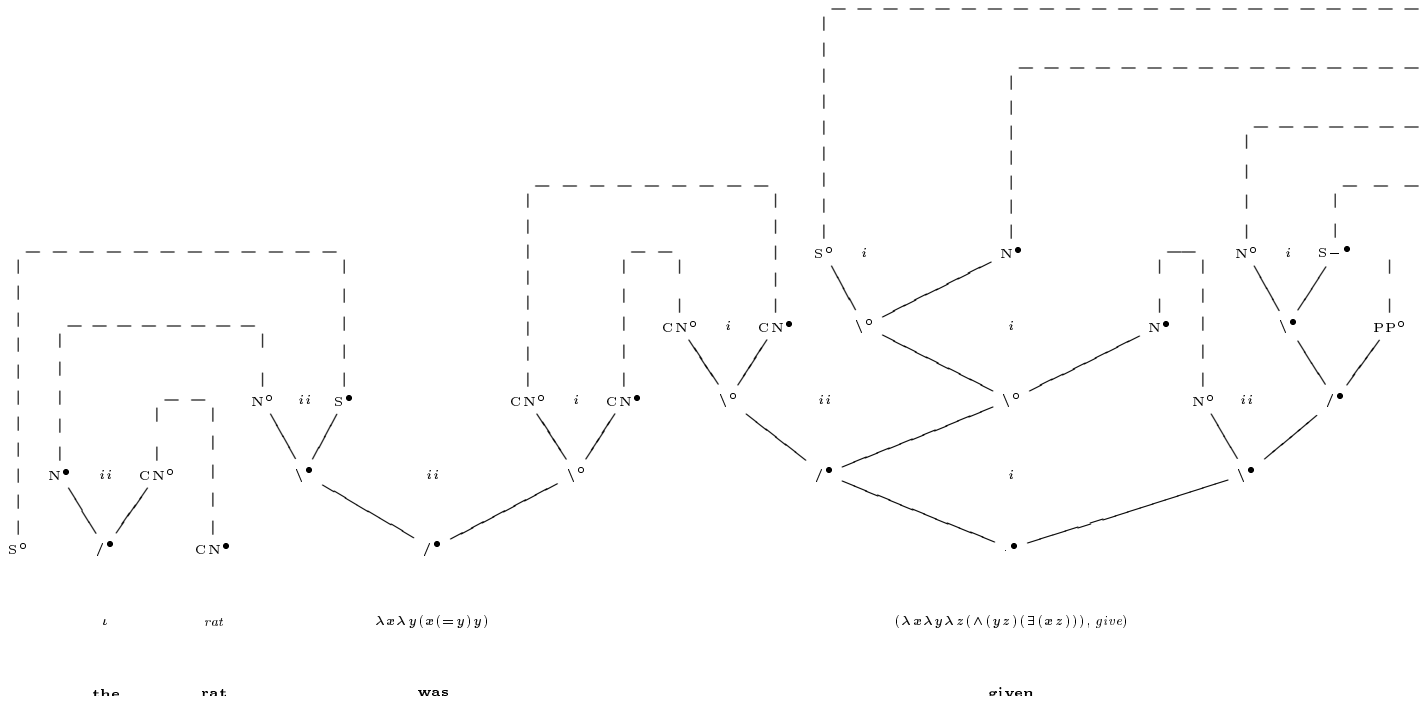 S° i N•
N° i S–•
CN° i CN•
\° i N•
\• PP°
N° ii S•
CN° i CN•
\° ii \° N° ii /•
N• ii CN°
\• ii \° /• i \•
S° /• CN• /• .•
ι rat λxλy(x(=y)y) (λxλyλz(∧(yz)(∃(xz))), give)
the rat was given